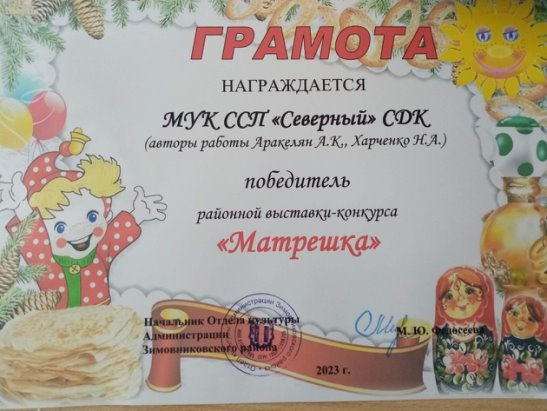 ГРАМОТА
НАГРАЖДАЕТСЯ
МУК ССП «Северный» СДК
(авторы работы Аракелян А.К., Харченко Н.А.)
победитель
районной выставки-конкурса
«Матрешка»
Начальник Отдела культуры
Администрации
Зимовниковского района
М. Ю. Федосеева
2023 г.